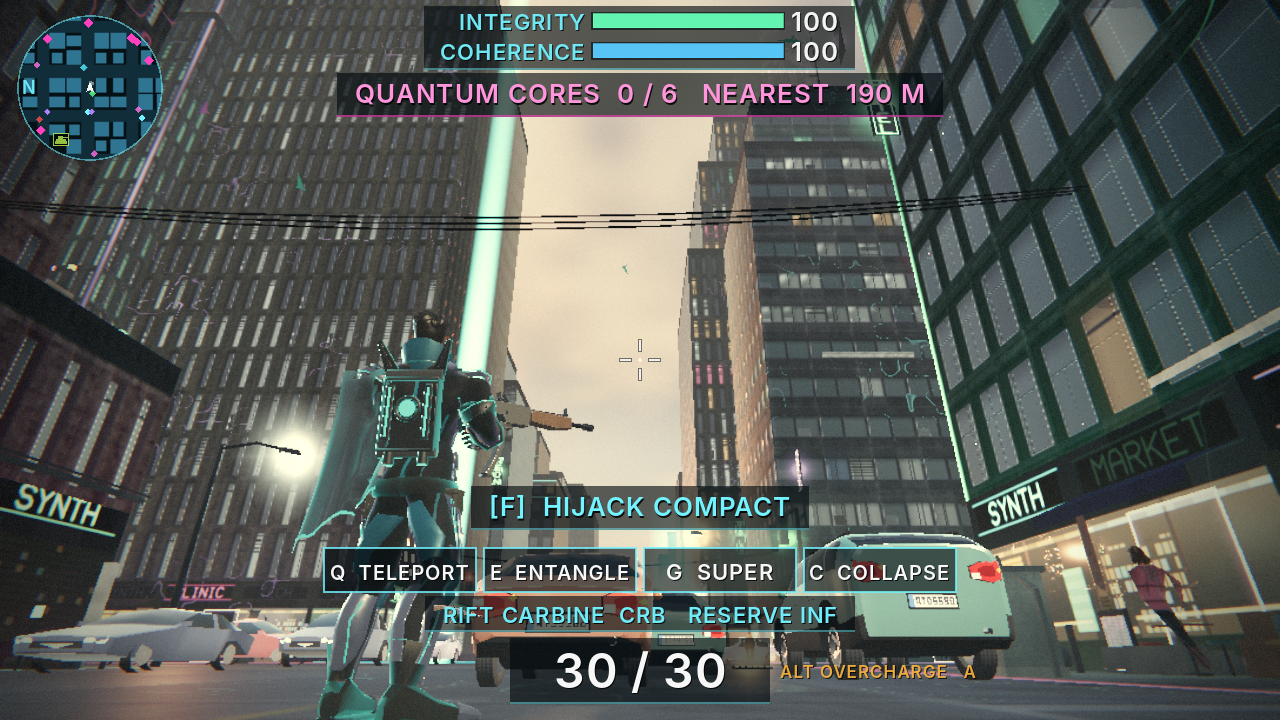 INTEGRITY 100
COHERENCE 100
QUANTUM CORES 0 / 6 NEAREST 190 M
N
SYNTH
MARKET
SYNTH
LINIC
[F] HIJACK COMPACT
Q TELEPORT
E ENTANGLE
G SUPER
C COLLAPSE
RIFT CARBINE CRB RESERVE INF
30 / 30
ALT OVERCHARGE A